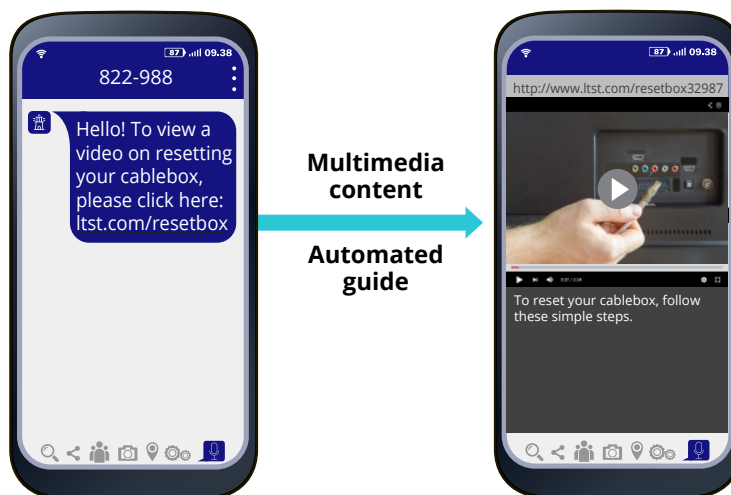 87 09.38
822-988
Hello! To view a
video on resetting
your cablebox,
please click here:
ltst.com/resetbox
Multimedia
content
Automated
guide
87 09.38
http://www.ltst.com/resetbox32987
To reset your cablebox, follow
these simple steps.